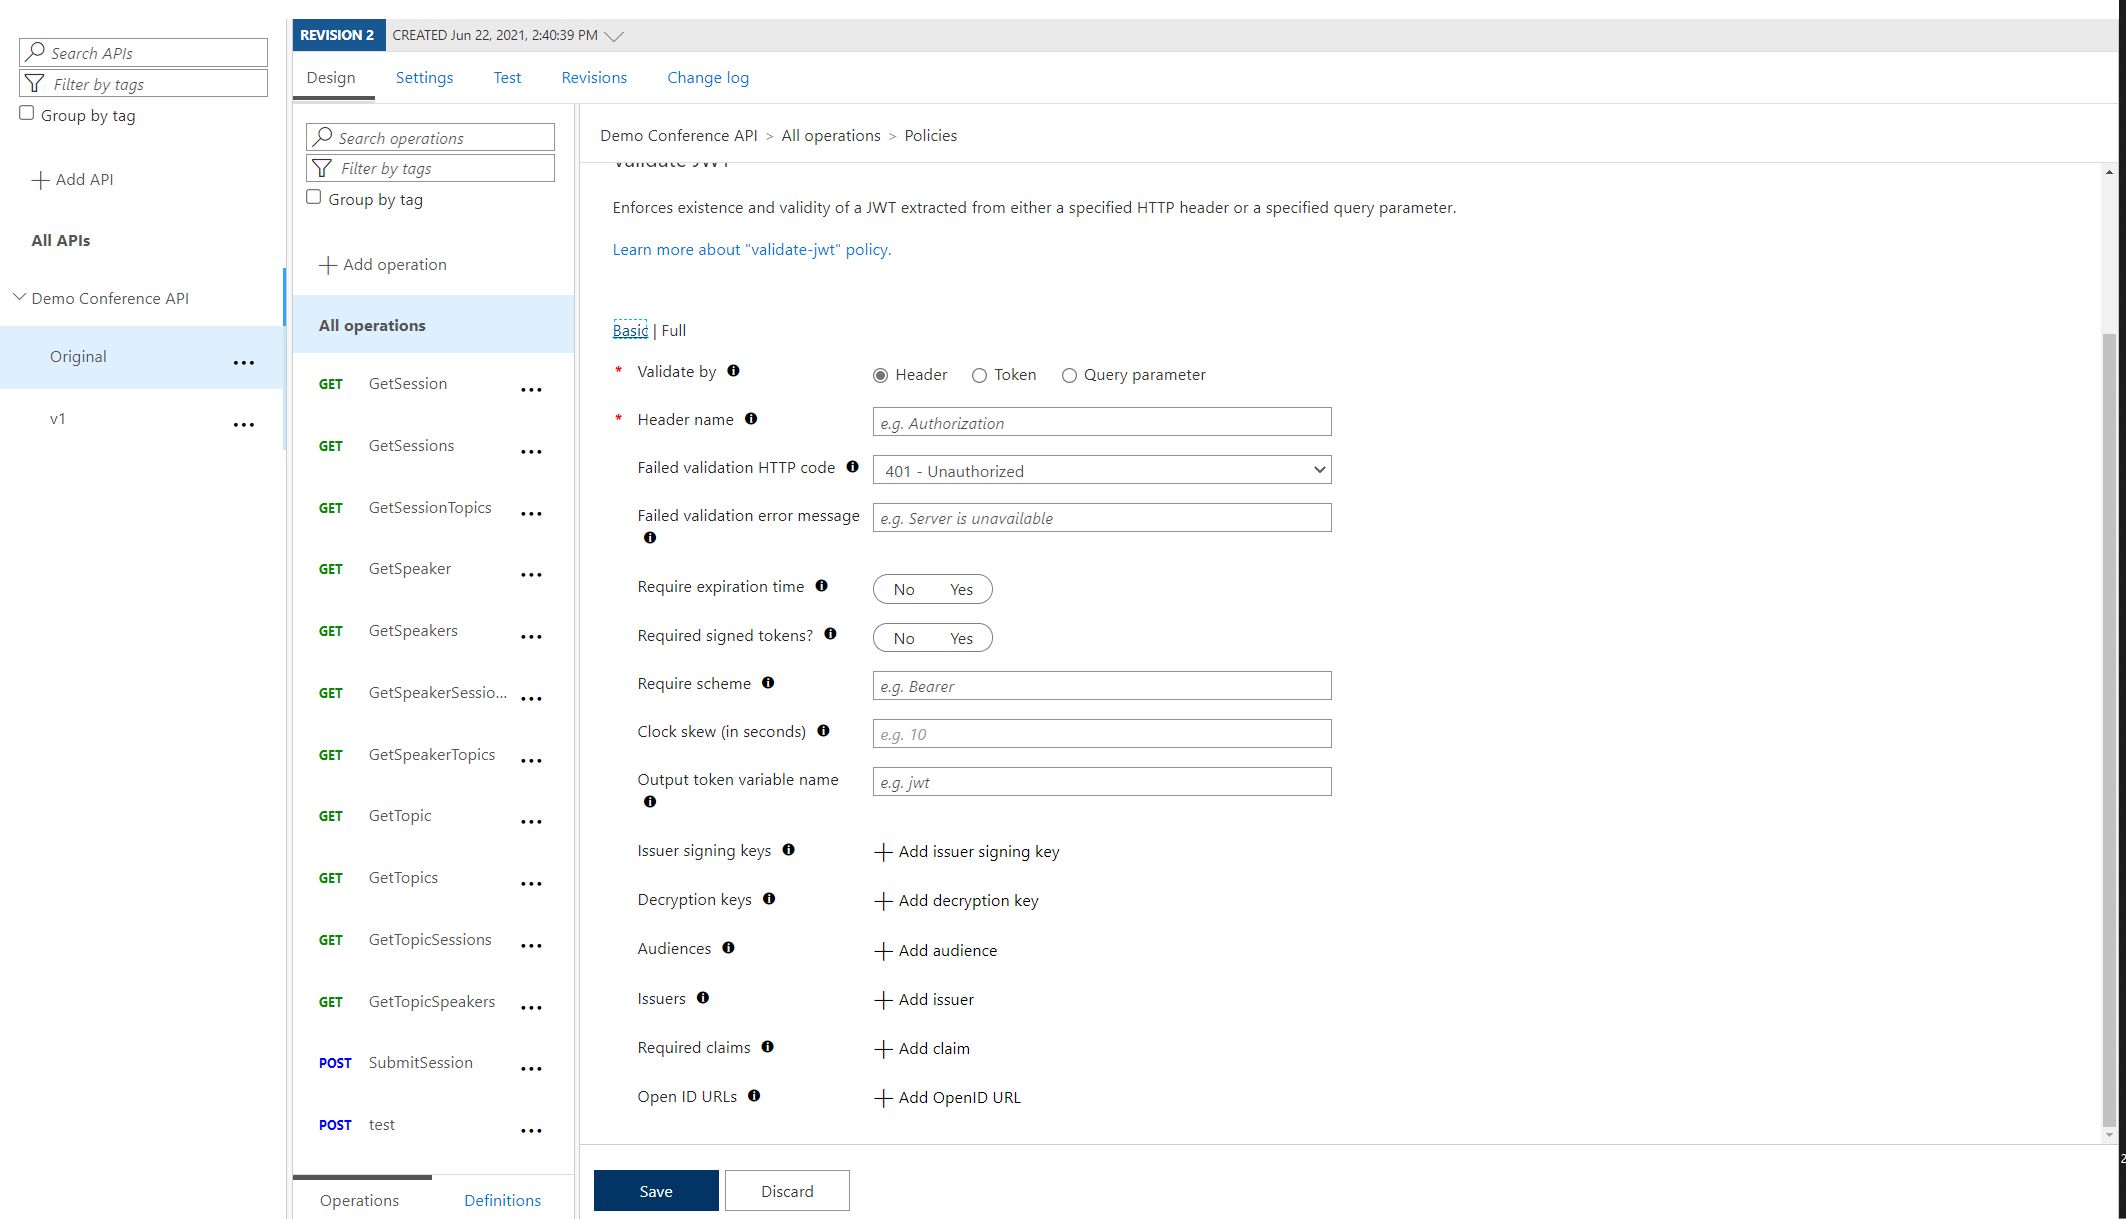 Search APIs
Filter by tags
Group by tag
Add API
All APIs
Demo Conference API
Original
v1
REVISION 2 CREATED Jun 22, 2021, 2:40:39 PM
Design Settings Test Revisions Change log
Search operations
Filter by tags
Group by tag
Add operation
All operations
GET GetSession
GET GetSessions
GET GetSessionTopics
GET GetSpeaker
GET GetSpeakers
GET GetSpeakerSessio...
GET GetSpeakerTopics
GET GetTopic
GET GetTopics
GET GetTopicSessions
GET GetTopicSpeakers
POST SubmitSession
POST test
Operations Definitions
Demo Conference API > All operations > Policies
Validate JWT
Enforces existence and validity of a JWT extracted from either a specified HTTP header or a specified query parameter.
Learn more about "validate-jwt" policy.
Basic | Full
* Validate by Header Token Query parameter
* Header name e.g. Authorization
Failed validation HTTP code 401 - Unauthorized
Failed validation error message e.g. Server is unavailable
Require expiration time No Yes
Required signed tokens? No Yes
Require scheme e.g. Bearer
Clock skew (in seconds) e.g. 10
Output token variable name e.g. jwt
Issuer signing keys Add issuer signing key
Decryption keys Add decryption key
Audiences Add audience
Issuers Add issuer
Required claims Add claim
Open ID URLs Add OpenID URL
Save Discard